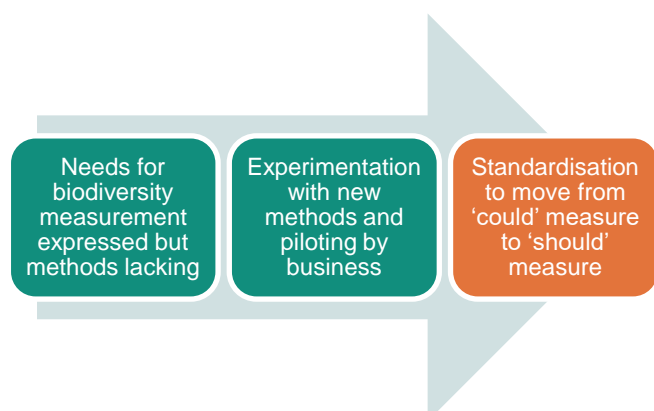 Needs for
biodiversity
measurement
expressed but
methods lacking
Experimentation
with new
methods and
piloting by
business
Standardisation
to move from
‘could’ measure
to ‘should’
measure